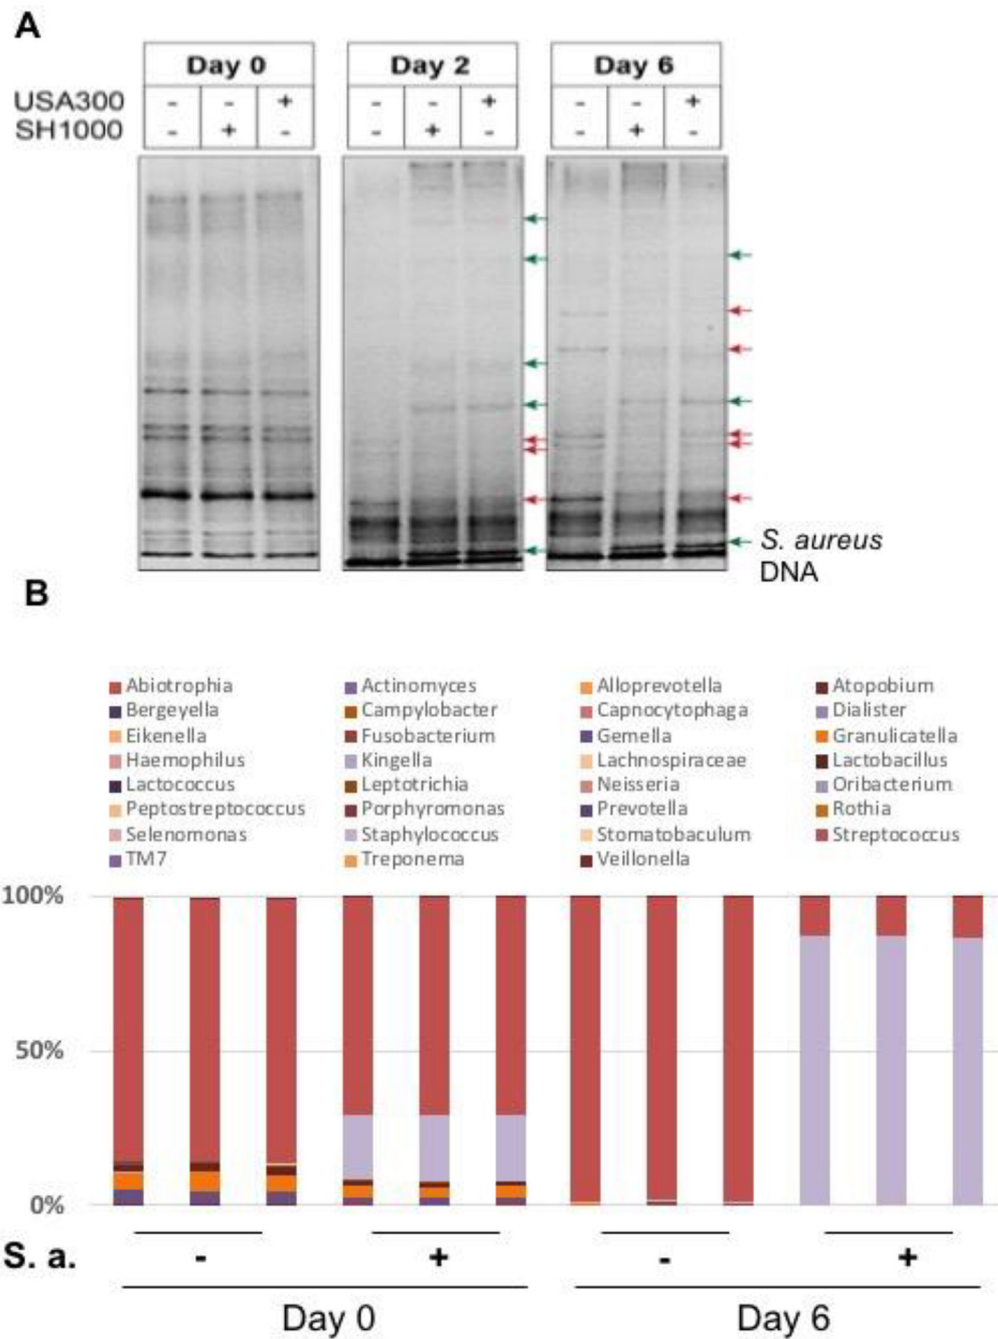 A
Day 0 Day 2 Day 6
USA300 - - + - - + - - +
SH1000 - + - - + - - + -
S. aureus
DNA
B
Abiotrophia Actinomyces Alloprevotella Atopobium
Bergeyella Campylobacter Capnocytophaga Dialister
Eikenella Fusobacterium Gemella Granulicatella
Haemophilus Kingella Lachnospiraceae Lactobacillus
Lactococcus Leptotrichia Neisseria Oribacterium
Peptostreptococcus Porphyromonas Prevotella Rothia
Selenomonas Staphylococcus Stomatobaculum Streptococcus
TM7 Treponema Veillonella
100%
50%
0%
S. a. - + - +
Day 0 Day 6